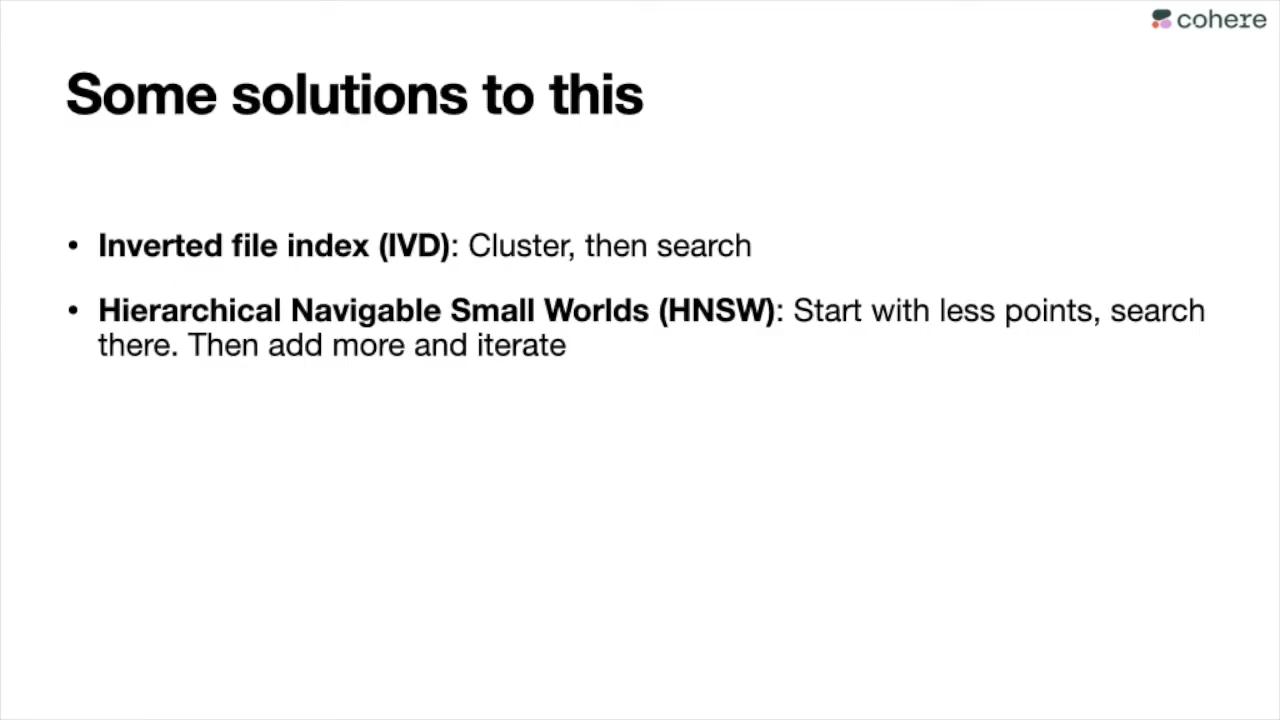 cohere
Some solutions to this
• Inverted file index (IVD): Cluster, then search
• Hierarchical Navigable Small Worlds (HNSW): Start with less points, search
there. Then add more and iterate